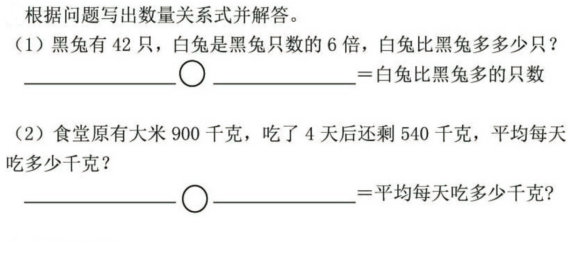 根据问题写出数量关系式并解答。
（1）黑兔有 42 只，白兔是黑兔只数的 6 倍，白兔比黑兔多多少只？
____________ ○ ____________＝白兔比黑兔多的只数
（2）食堂原有大米 900 千克，吃了 4 天后还剩 540 千克，平均每天
吃多少千克？
____________ ○ ____________＝平均每天吃多少千克?